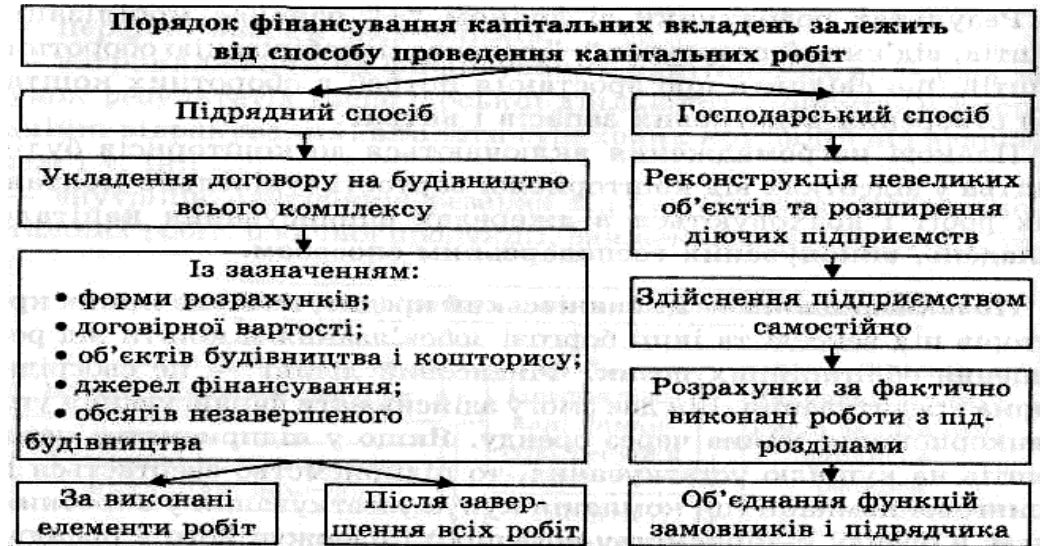 Порядок фінансування капітальних вкладень залежить
від способу проведення капітальних робіт
Підрядний спосіб
Господарський спосіб
Укладення договору на будівництво
всього комплексу
Реконструкція невеликих
об’єктів та розширення
діючих підприємств
Із зазначенням:
• форми розрахунків;
• договірної вартості;
• об’єктів будівництва і кошторису;
• джерел фінансування;
• обсягів незавершеного
будівництва
Здійснення підприємством
самостійно
Розрахунки за фактично
виконані роботи з під-
розділами
За виконані
елементи робіт
Після завер-
шення всіх робіт
Об’єднання функцій
замовників і підрядчика